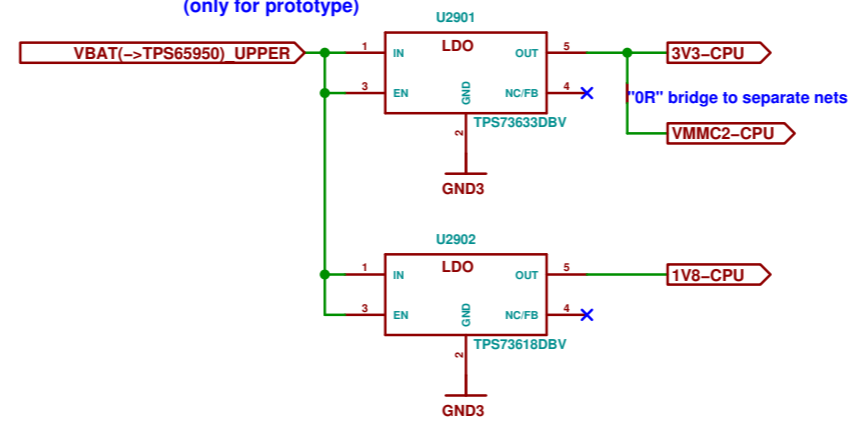 (only for prototype)
U2901
VBAT(->TPS65950)_UPPER
1
IN
LDO
OUT
5
3V3-CPU
3
EN
GND
NC/FB
4
"0R" bridge to separate nets
TPS73633DBV
2
VMMC2-CPU
GND3
U2902
1
IN
LDO
OUT
5
1V8-CPU
3
EN
GND
NC/FB
4
TPS73618DBV
2
GND3